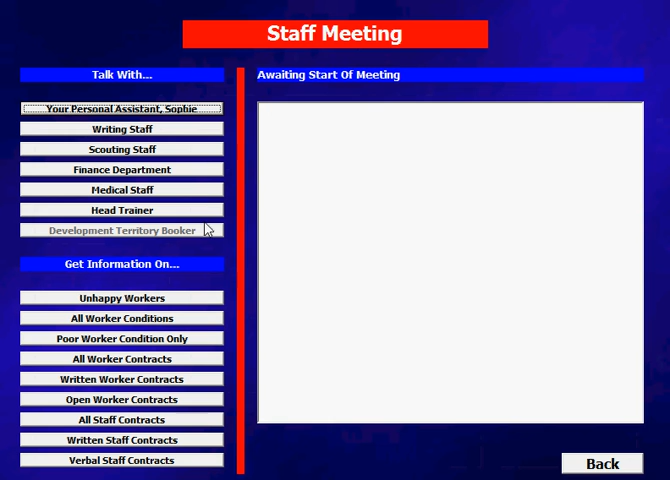 Staff Meeting
Talk With...
Your Personal Assistant, Sophie
Writing Staff
Scouting Staff
Finance Department
Medical Staff
Head Trainer
Development Territory Booker
Get Information On...
Unhappy Workers
All Worker Conditions
Poor Worker Condition Only
All Worker Contracts
Written Worker Contracts
Open Worker Contracts
All Staff Contracts
Written Staff Contracts
Verbal Staff Contracts
Awaiting Start Of Meeting
Back